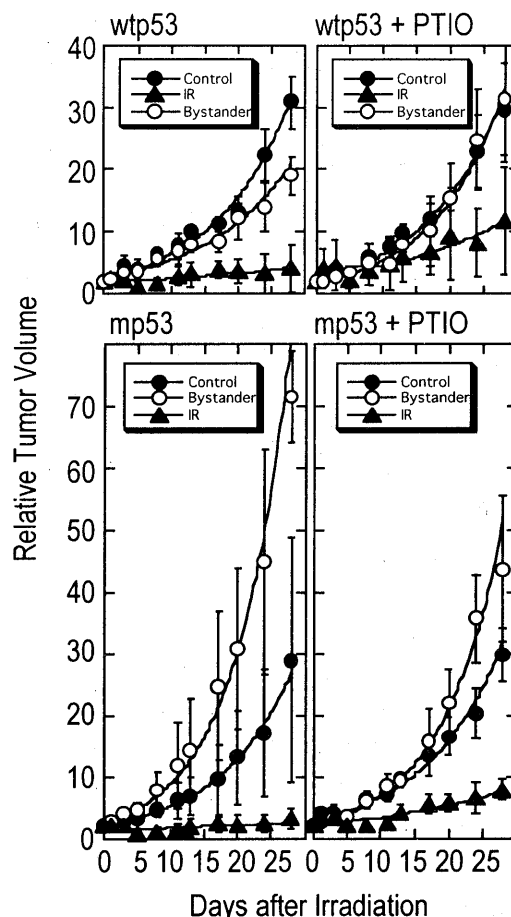 wtp53
wtp53 + PTIO
40
30
20
10
0
Control
IR
Bystander
Control
IR
Bystander
mp53
mp53 + PTIO
70
60
50
40
30
20
10
0
Control
Bystander
IR
Control
Bystander
IR
0 5 10 15 20 25
0 5 10 15 20 25
Relative Tumor Volume
Days after Irradiation